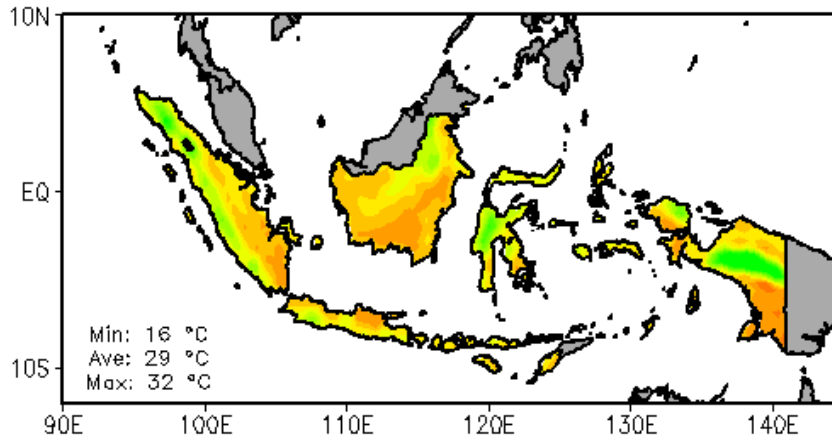 10N
EQ
10S
Min: 16 °C
Ave: 29 °C
Max: 32 °C
90E 100E 110E 120E 130E 140E